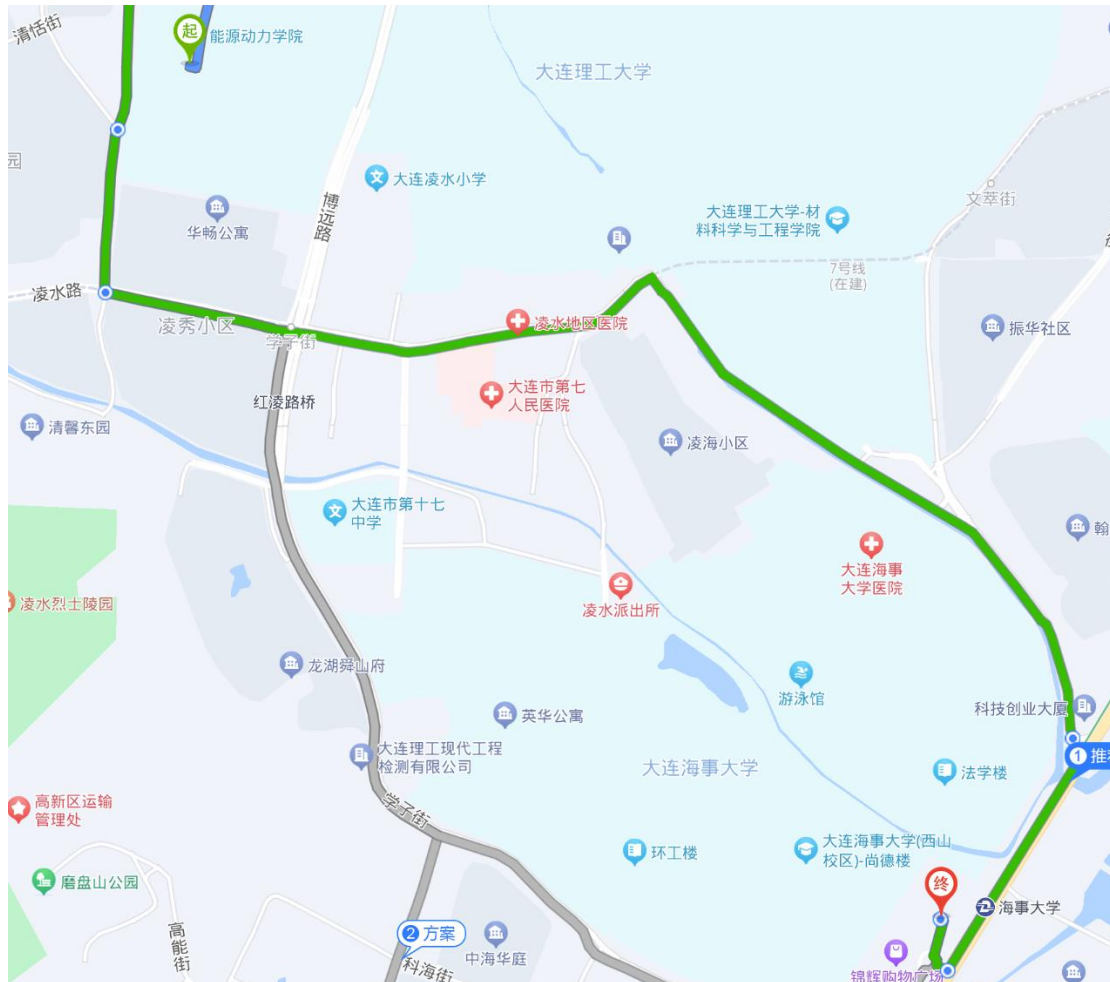 清恬街
起
能源动力学院
大连理工大学
园
文
大连凌水小学
博远路
华畅公寓
文萃街
大连理工大学-材
料科学与工程学院
7号线
(在建)
凌水路
凌秀小区
学子街
凌水地区医院
振华社区
红凌路桥
大连市第七
人民医院
清馨东园
凌海小区
文
大连市第十七
中学
翰
大连海事
大学医院
凌水烈士陵园
凌水派出所
龙湖舜山府
游泳馆
英华公寓
科技创业大厦
大连理工现代工程
检测有限公司
大连海事大学
1 推荐
法学楼
高新区运输
管理处
学子街
环工楼
大连海事大学(西山
校区)-尚德楼
磨盘山公园
终
海事大学
高能街
2 方案
中海华庭
科海街
锦辉购物广场